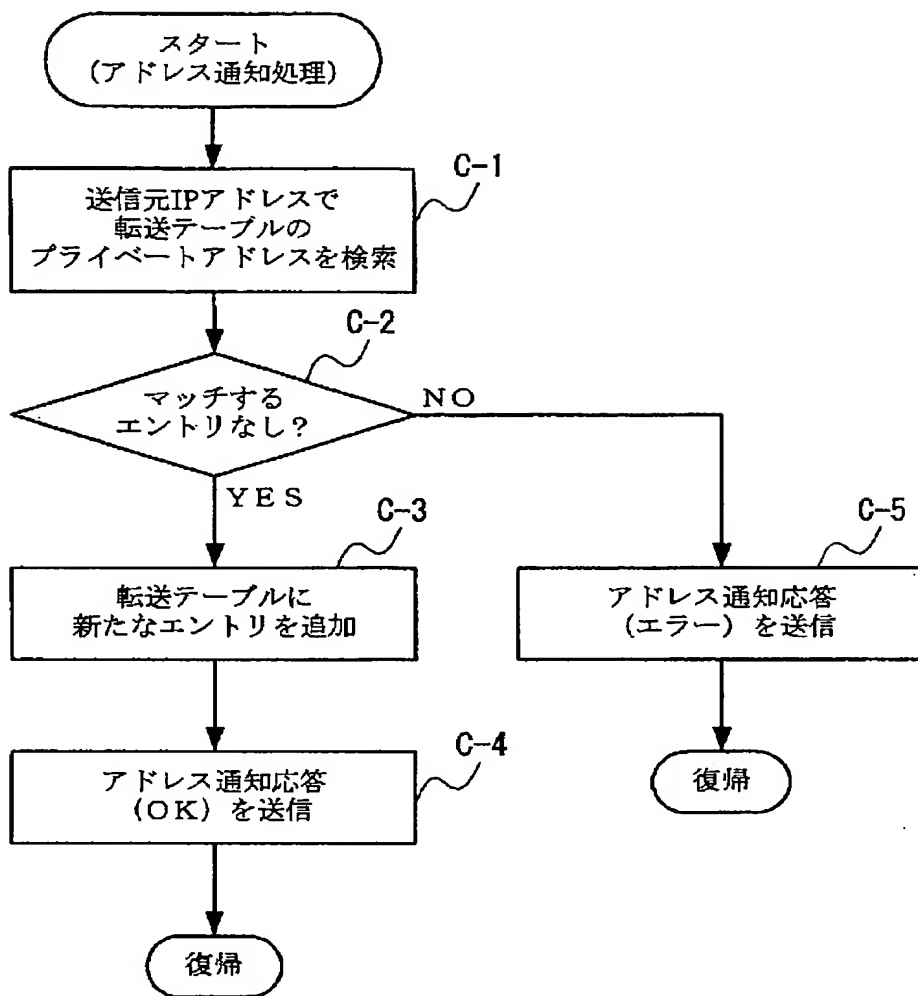 スタート
(アドレス通知処理)
C-1
送信元IPアドレスで
転送テーブルの
プライベートアドレスを検索
C-2
マッチする
エントリなし?
NO
YES
C-3
転送テーブルに
新たなエントリを追加
C-5
アドレス通知応答
(エラー)を送信
C-4
アドレス通知応答
(OK)を送信
復帰
復帰